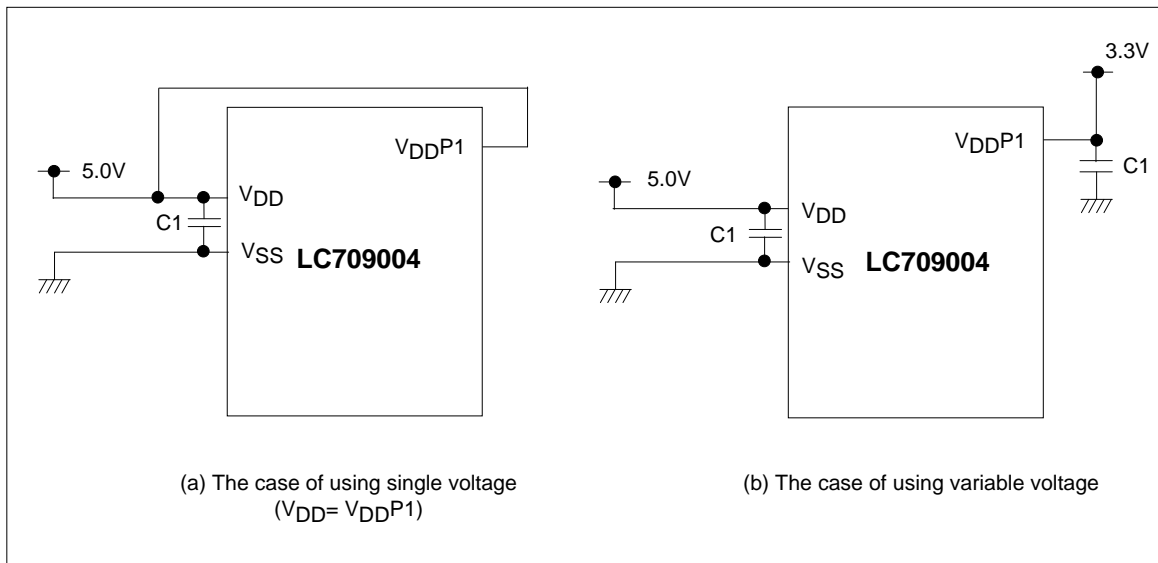 VDDP1
5.0V
VDD
C1
VSS
LC709004
(a) The case of using single voltage
(VDD= VDDP1)
3.3V
VDDP1
C1
5.0V
VDD
C1
VSS
LC709004
(b) The case of using variable voltage